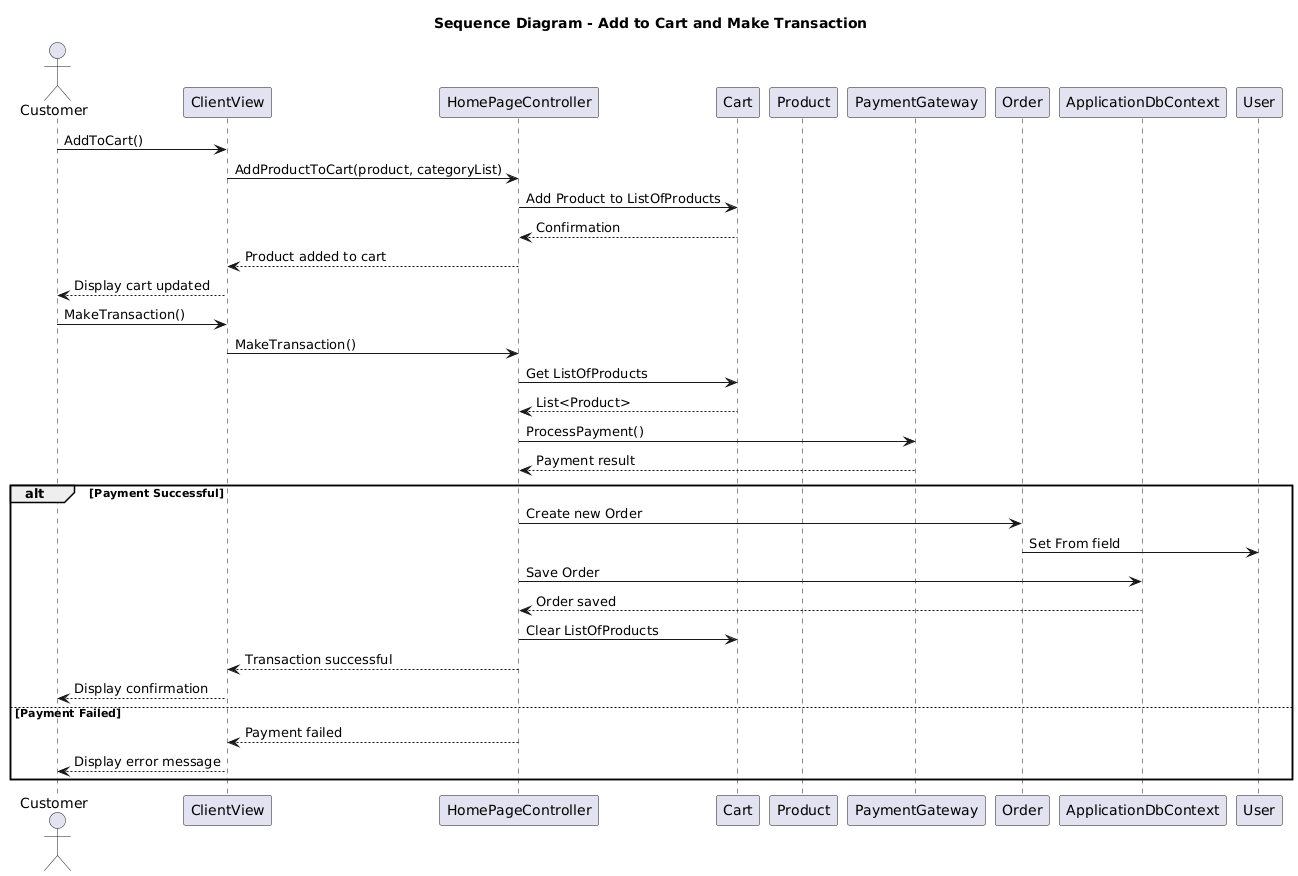 Sequence Diagram - Add to Cart and Make Transaction
Customer
ClientView
HomePageController
Cart
Product
PaymentGateway
Order
ApplicationDbContext
User
AddToCart()
AddProductToCart(product, categoryList)
Add Product to ListOfProducts
Confirmation
Product added to cart
Display cart updated
MakeTransaction()
MakeTransaction()
Get ListOfProducts
List<Product>
ProcessPayment()
Payment result
alt
[Payment Successful]
Create new Order
Set From field
Save Order
Order saved
Clear ListOfProducts
Transaction successful
Display confirmation
[Payment Failed]
Payment failed
Display error message
Customer
ClientView
HomePageController
Cart
Product
PaymentGateway
Order
ApplicationDbContext
User